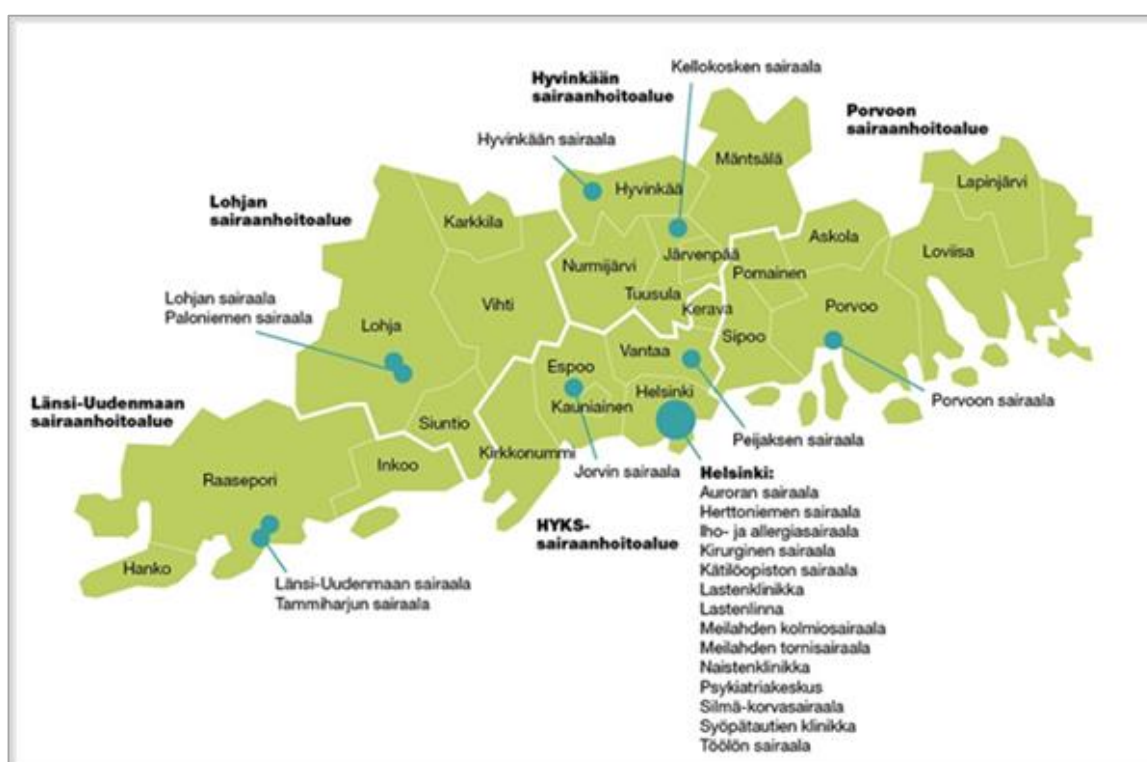 Kellokosken sairaala
Hyvinkään
sairaanhoitoalue
Porvoon
sairaanhoitoalue
Hyvinkään sairaala
Mäntsälä
Hyvinkää
Lapinjärvi
Lohjan
sairaanhoitoalue
Karkkila
Askola
Järvenpää
Loviisa
Nurmijärvi
Pornainen
Tuusula
Vihti
Kerava
Porvoo
Lohjan sairaala
Paloniemen sairaala
Lohja
Sipoo
Vantaa
Espoo
Helsinki
Länsi-Uudenmaan
sairaanhoitoalue
Kauniainen
Porvoon sairaala
Siuntio
Peijaksen sairaala
Kirkkonummi
Inkoo
Jorvin sairaala
Raasepori
HYKS-
sairaanhoitoalue
Hanko
Länsi-Uudenmaan sairaala
Tammiharjun sairaala
Helsinki:
Auroran sairaala
Herttoniemen sairaala
Iho- ja allergiasairaala
Kirurginen sairaala
Kätilöopiston sairaala
Lastenklinikka
Lastenlinna
Meilahden kolmiosairaala
Meilahden tornisairaala
Naistenklinikka
Psykiatriakeskus
Silmä-korvasairaala
Syöpätautien klinikka
Töölön sairaala